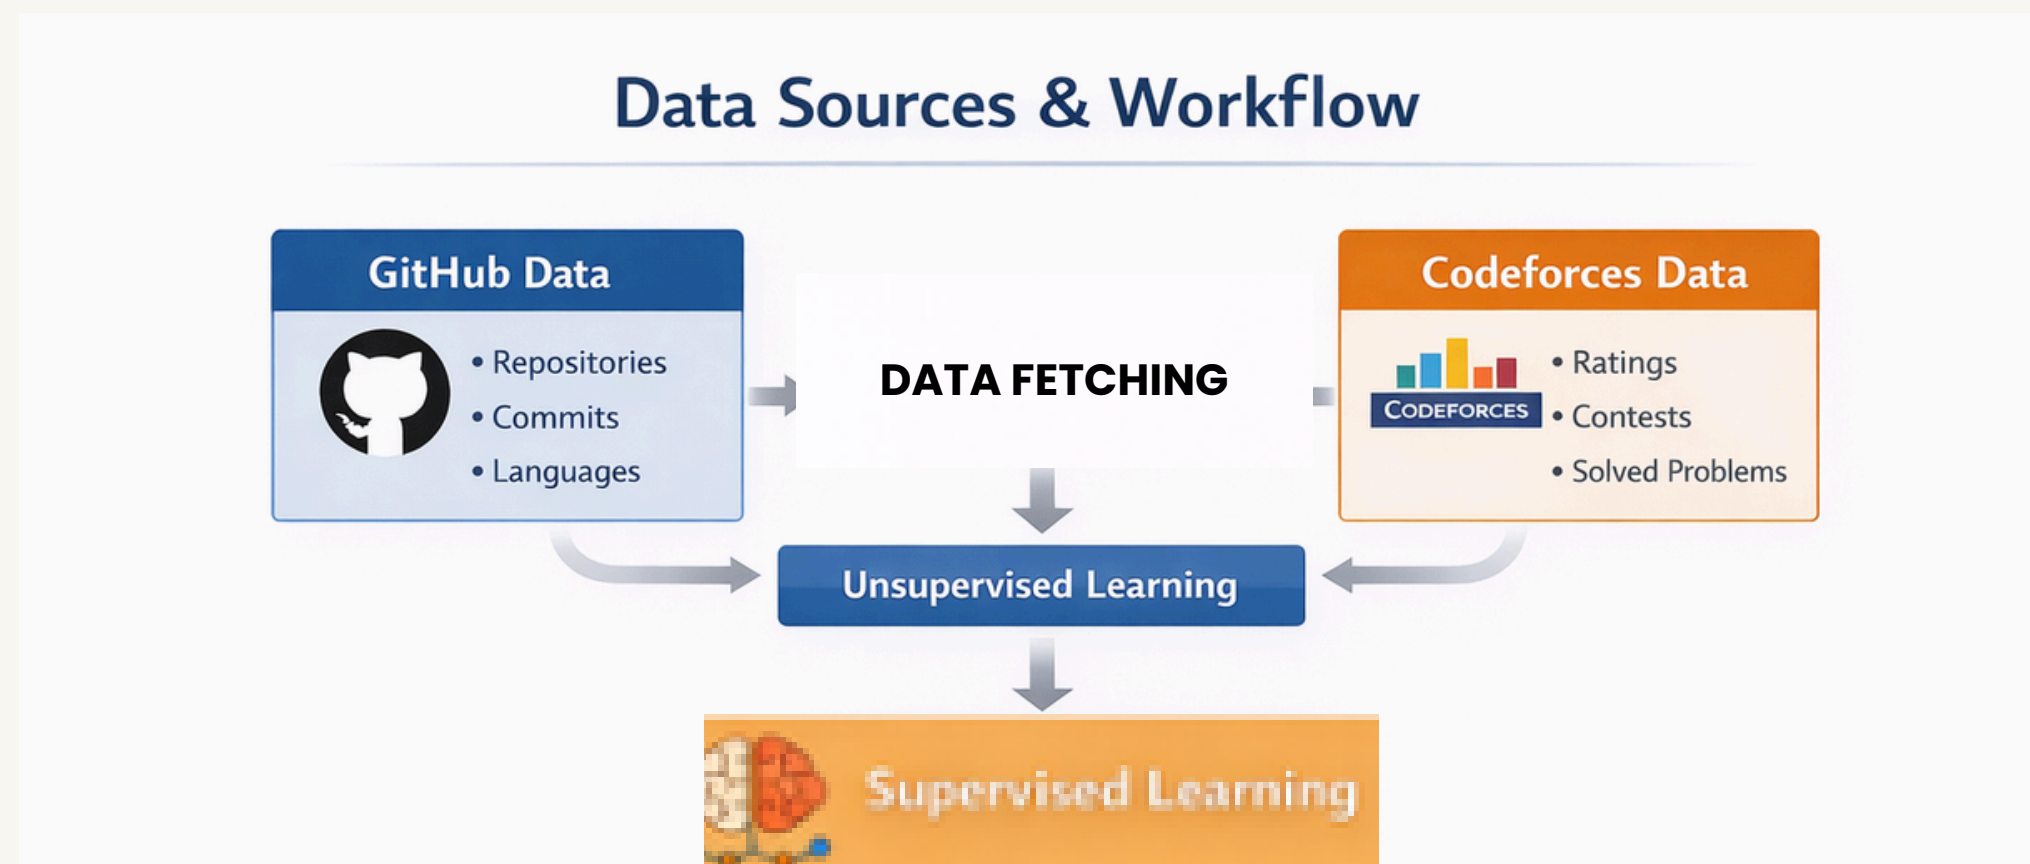 Data Sources & Workflow
GitHub Data
• Repositories
• Commits
• Languages
DATA FETCHING
Codeforces Data
CODEFORCES
• Ratings
• Contests
• Solved Problems
Unsupervised Learning
Supervised Learning